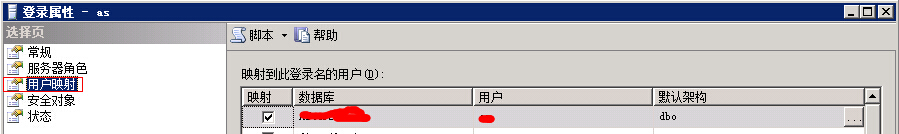 登录属性 - as
选择页
常规
服务器角色
用户映射
安全对象
状态
脚本 帮助
映射到此登录名的用户(D):
映射 数据库 用户 默认架构
dbo ...